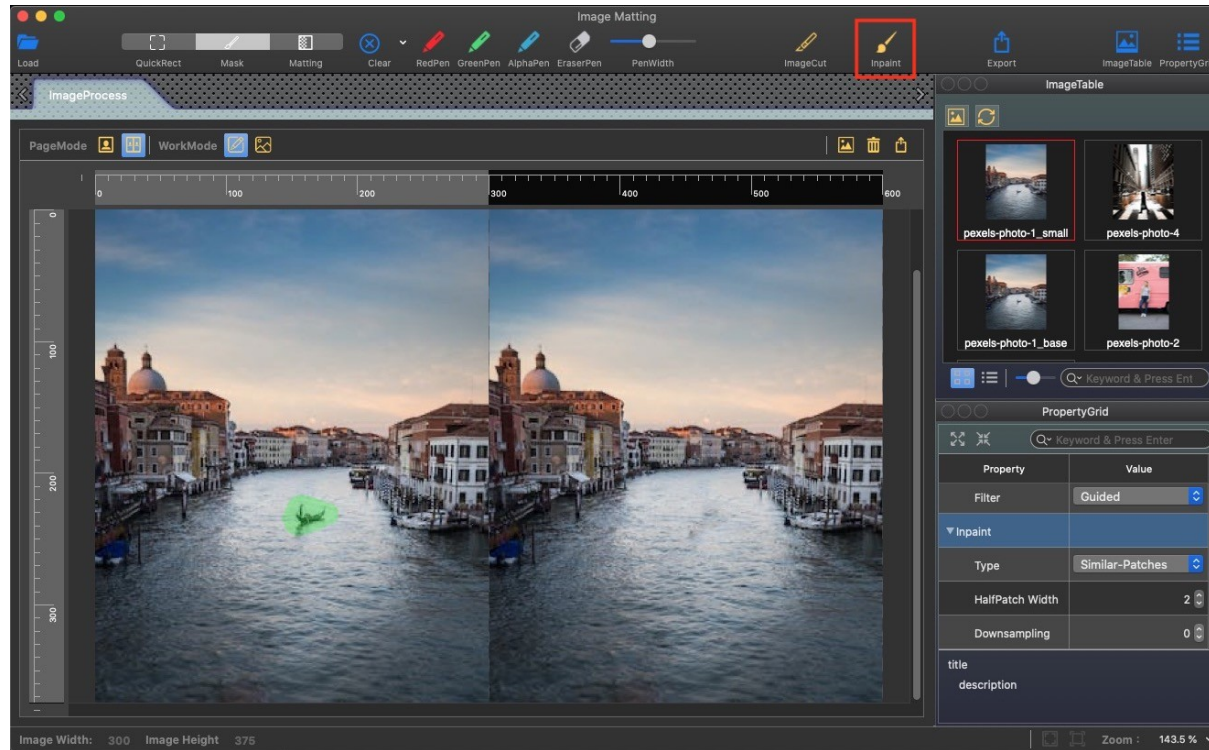 Image Matting
Load QuickRect Mask Matting Clear RedPen GreenPen AlphaPen EraserPen PenWidth ImageCut Inpaint Export ImageTable PropertyGr
ImageProcess
PageMode WorkMode
0 100 200 300 400 500 600
0
100
200
300
ImageTable
pexels-photo-1_small pexels-photo-4
pexels-photo-1_base pexels-photo-2
Keyword & Press Ent
PropertyGrid
Keyword & Press Enter
Property Value
Filter Guided
Inpaint
Type Similar-Patches
HalfPatch Width 2
Downsampling 0
title
description
Image Width: 300 Image Height 375
Zoom : 143.5 %